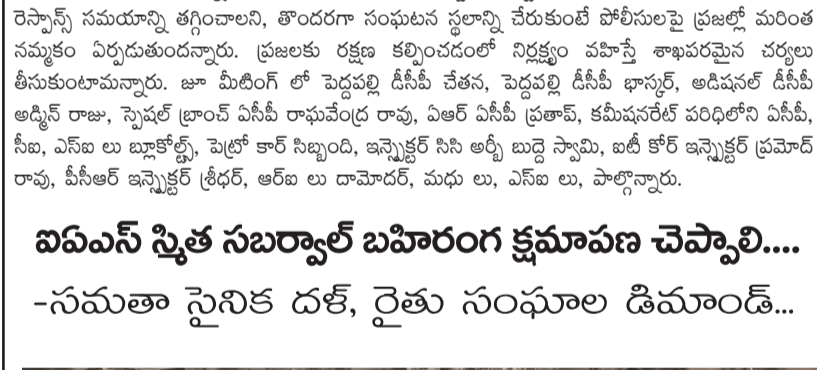 రెస్పాన్స్ సమయాన్ని తగ్గించాలని, తొందరగా సంఘటన స్థలాన్ని చేరుకుంటే పోలీసులపై ప్రజల్లో మరింత
నమ్మకం ఏర్పడుతుందన్నారు. ప్రజలకు రక్షణ కల్పించడంలో నిర్లక్ష్యం వహిస్తే శాఖపరమైన చర్యలు
తీసుకుంటామన్నారు. జూ మీటింగ్ లో పెద్దపల్లి డీసీపీ చేతన, పెద్దపల్లి డీసీపీ భాస్కర్, అడిషనల్ డీసీపీ
అడ్మిన్ రాజు, స్పెషల్ బ్రాంచ్ ఏసీపీ రాఘవేంద్ర రావు, ఏఆర్ ఏసీపీ ప్రతాప్, కమీషనరేట్ పరిధిలోని ఏసీపీ,
సీఐ, ఎస్ఐ లు బ్లూకోల్ట్స్, పెట్రో కార్ సిబ్బంది, ఇన్స్పెక్టర్ సిసి అర్బీ బుద్దె స్వామి, ఐటీ కోర్ ఇన్స్పెక్టర్ ప్రమోద్
రావు, పీసీఆర్ ఇన్స్పెక్టర్ శ్రీధర్, ఆర్ఐ లు దామోదర్, మధు లు, ఎస్ఐ లు, పాల్గొన్నారు.
ఐఏఎస్ స్మిత సబర్వాల్ బహిరంగ క్షమాపణ చెప్పాలి....
-సమతా సైనిక దళ్, రైతు సంఘాల డిమాండ్...